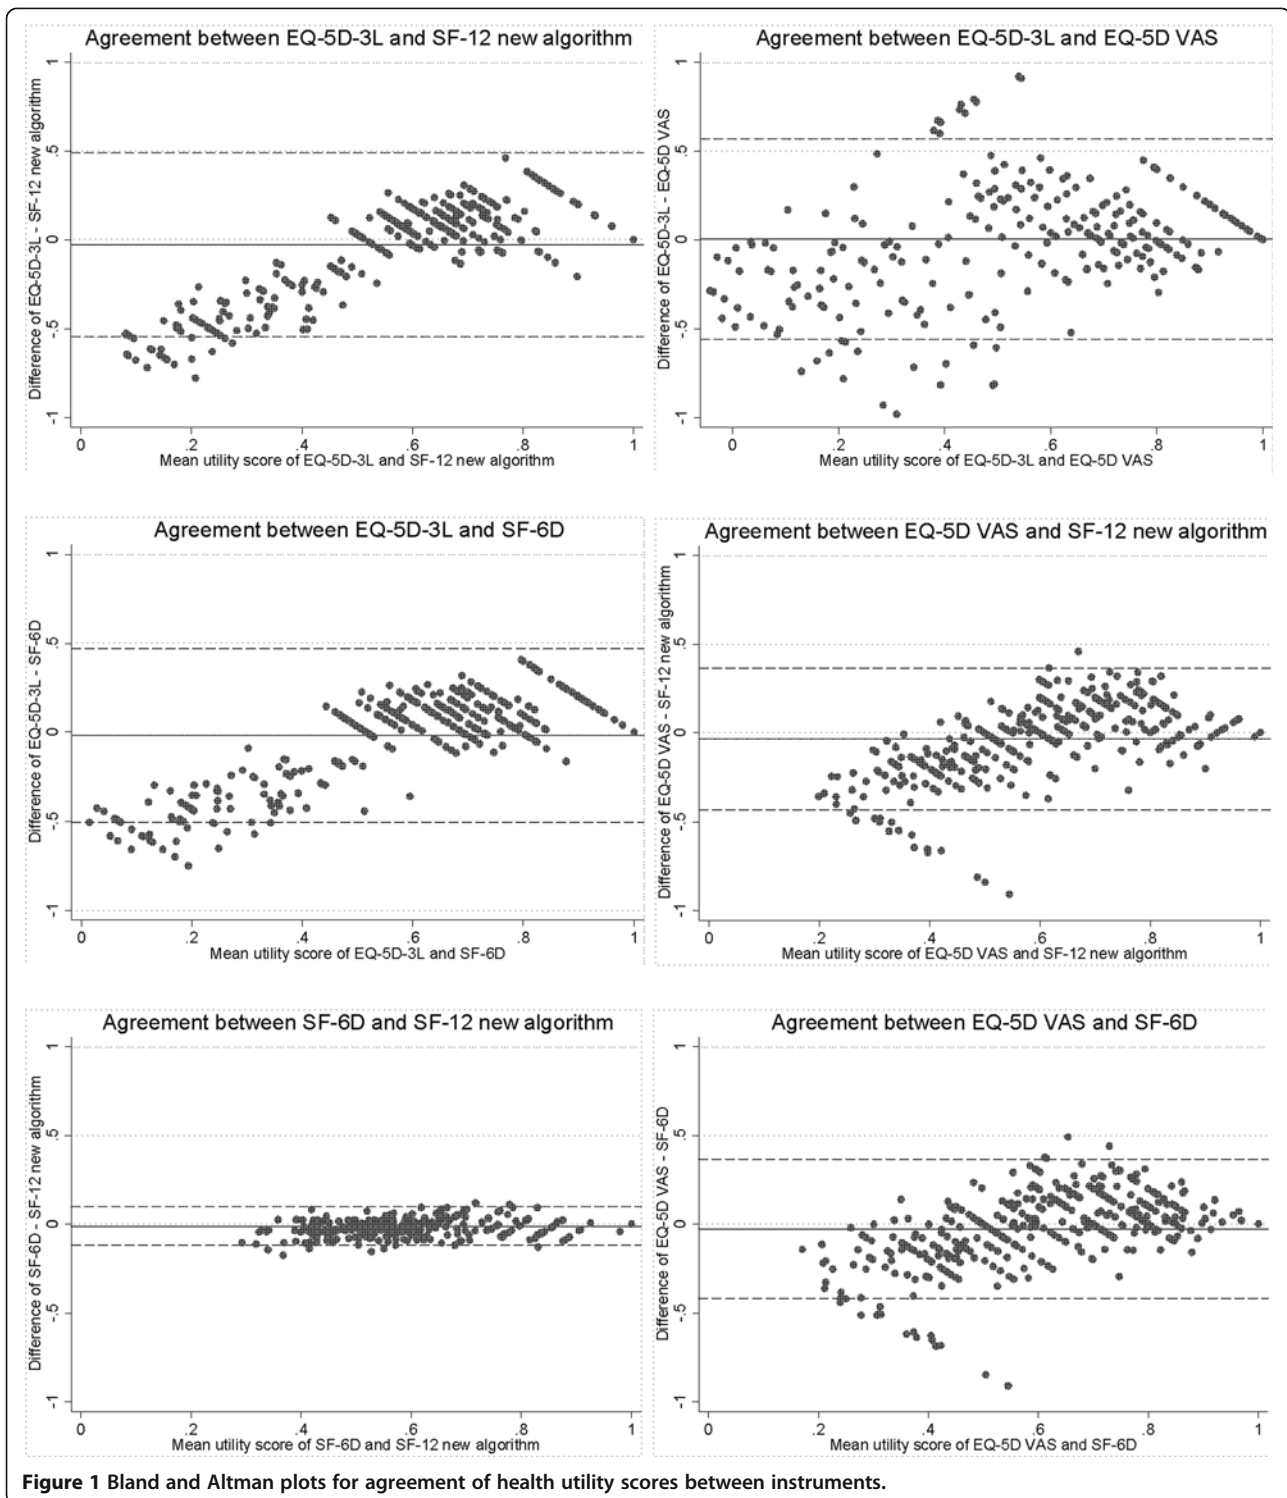 Agreement between EQ-5D-3L and SF-12 new algorithm
Difference of EQ-5D-3L - SF-12 new algorithm
1
.5
0
-.5
-1
0 .2 .4 .6 .8 1
Mean utility score of EQ-5D-3L and SF-12 new algorithm
Agreement between EQ-5D-3L and EQ-5D VAS
Difference of EQ-5D-3L - EQ-5D VAS
1
.5
0
-.5
-1
0 .2 .4 .6 .8 1
Mean utility score of EQ-5D-3L and EQ-5D VAS
Agreement between EQ-5D-3L and SF-6D
Difference of EQ-5D-3L - SF-6D
1
.5
0
-.5
-1
0 .2 .4 .6 .8 1
Mean utility score of EQ-5D-3L and SF-6D
Agreement between EQ-5D VAS and SF-12 new algorithm
Difference of EQ-5D VAS - SF-12 new algorithm
1
.5
0
-.5
-1
0 .2 .4 .6 .8 1
Mean utility score of EQ-5D VAS and SF-12 new algorithm
Agreement between SF-6D and SF-12 new algorithm
Difference of SF-6D - SF-12 new algorithm
1
.5
0
-.5
-1
0 .2 .4 .6 .8 1
Mean utility score of SF-6D and SF-12 new algorithm
Agreement between EQ-5D VAS and SF-6D
Difference of EQ-5D VAS - SF-6D
1
.5
0
-.5
-1
0 .2 .4 .6 .8 1
Mean utility score of EQ-5D VAS and SF-6D
Figure 1 Bland and Altman plots for agreement of health utility scores between instruments.